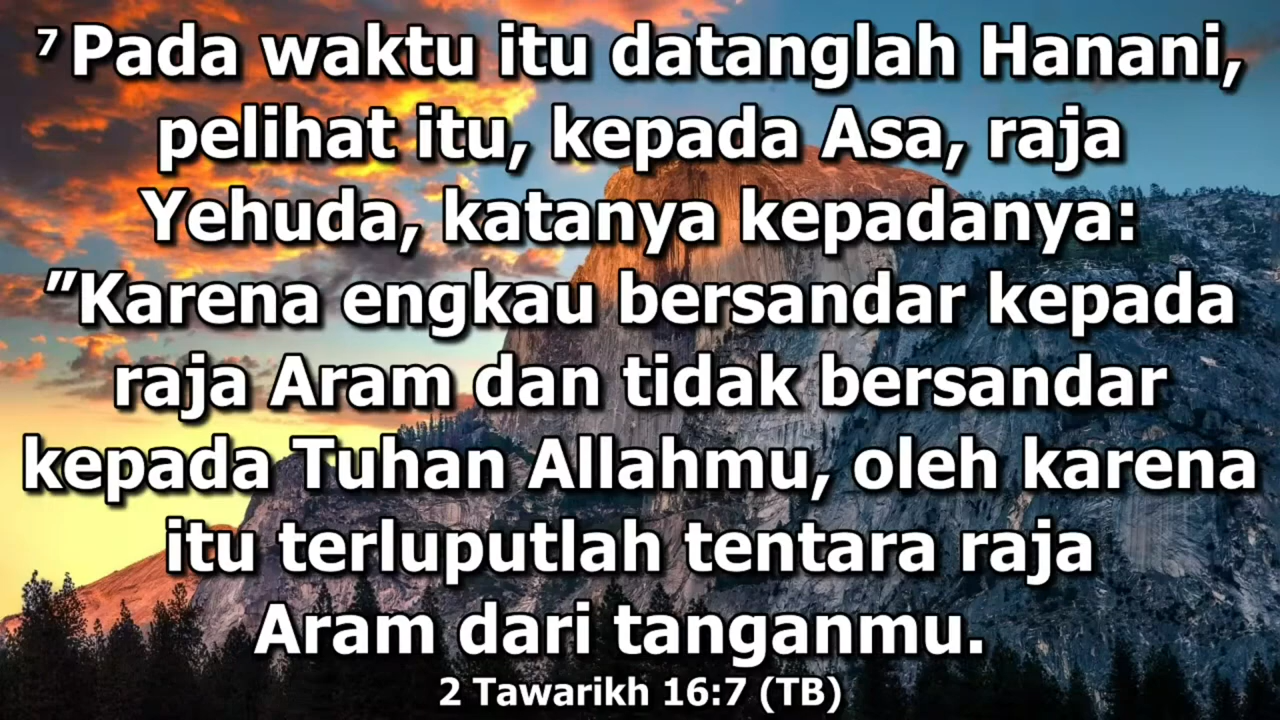 7 Pada waktu itu datanglah Hanani,
pelihat itu, kepada Asa, raja
Yehuda, katanya kepadanya:
”Karena engkau bersandar kepada
raja Aram dan tidak bersandar
kepada Tuhan Allahmu, oleh karena
itu terluputlah tentara raja
Aram dari tanganmu.
2 Tawarikh 16:7 (TB)